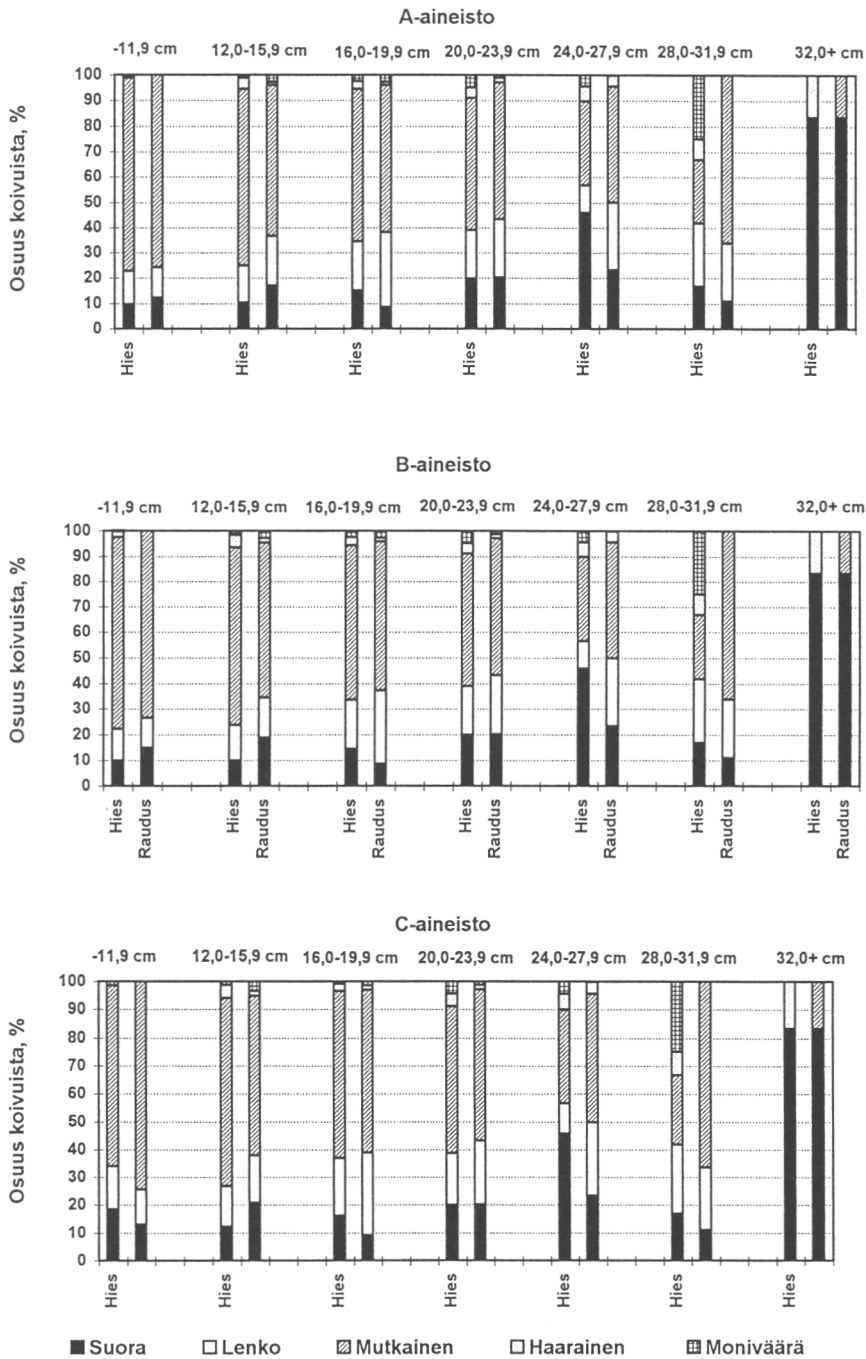 A-aineisto
-11,9 cm 12,0-15,9 cm 16,0-19,9 cm 20,0-23,9 cm 24,0-27,9 cm 28,0-31,9 cm 32,0+ cm
Osuus koivuista, %
100
90
80
70
60
50
40
30
20
10
0
Hies Hies Hies Hies Hies Hies Hies
B-aineisto
-11,9 cm 12,0-15,9 cm 16,0-19,9 cm 20,0-23,9 cm 24,0-27,9 cm 28,0-31,9 cm 32,0+ cm
Osuus koivuista, %
100
90
80
70
60
50
40
30
20
10
0
Hies Raudus Hies Raudus Hies Raudus Hies Raudus Hies Raudus Hies Raudus Hies Raudus
C-aineisto
-11,9 cm 12,0-15,9 cm 16,0-19,9 cm 20,0-23,9 cm 24,0-27,9 cm 28,0-31,9 cm 32,0+ cm
Osuus koivuista, %
100
90
80
70
60
50
40
30
20
10
0
Hies Hies Hies Hies Hies Hies Hies
Suora Lenko Mutkainen Haarainen Moniväärä